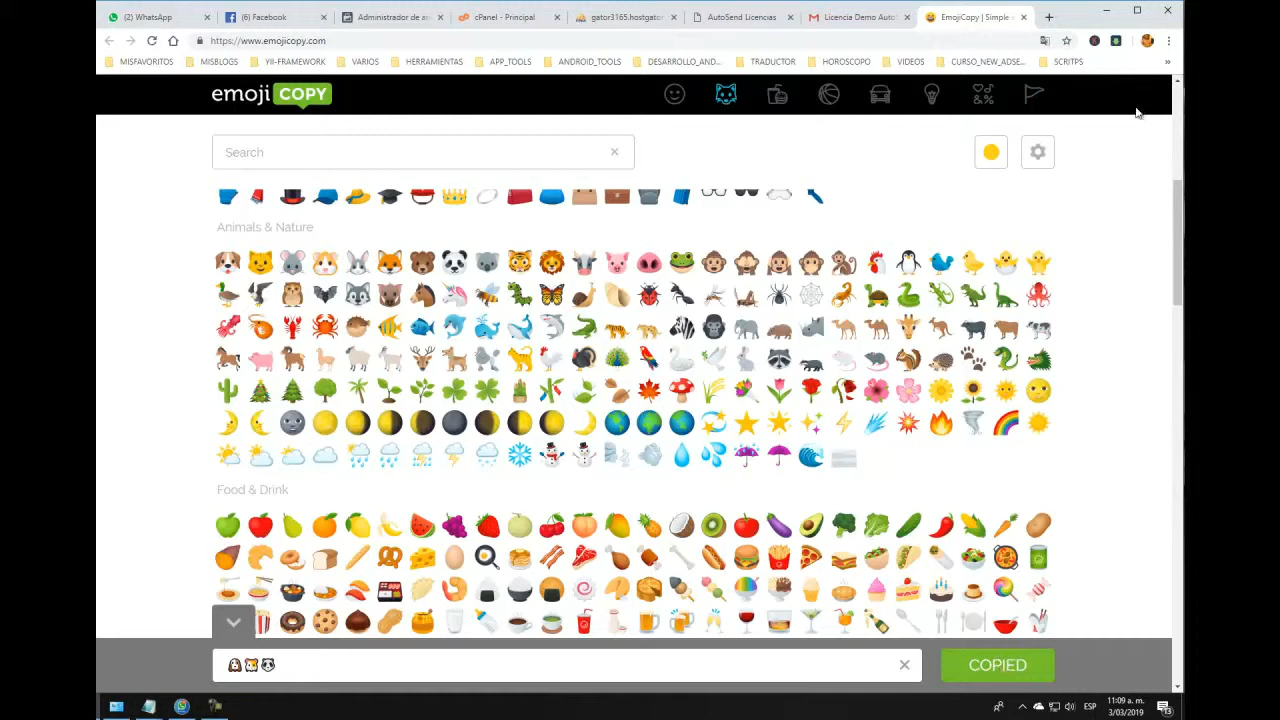 (2) WhatsApp
(6) Facebook
Administrador de ar
cPanel - Principal
gator3165.hostgator
AutoSend Licencias
Licencia Demo Auto
EmojiCopy | Simple
https://www.emojicopy.com
MISFAVORITOS
MISBLOGS
YII-FRAMEWORK
VARIOS
HERRAMIENTAS
APP_TOOLS
ANDROID_TOOLS
DESARROLLO_AND...
TRADUCTOR
HOROSCOPO
VIDEOS
CURSO_NEW_ADSE...
SCRITPS
emoji COPY
Search
Animals & Nature
Food & Drink
COPIED
ESP
11:09 a. m.
3/03/2019